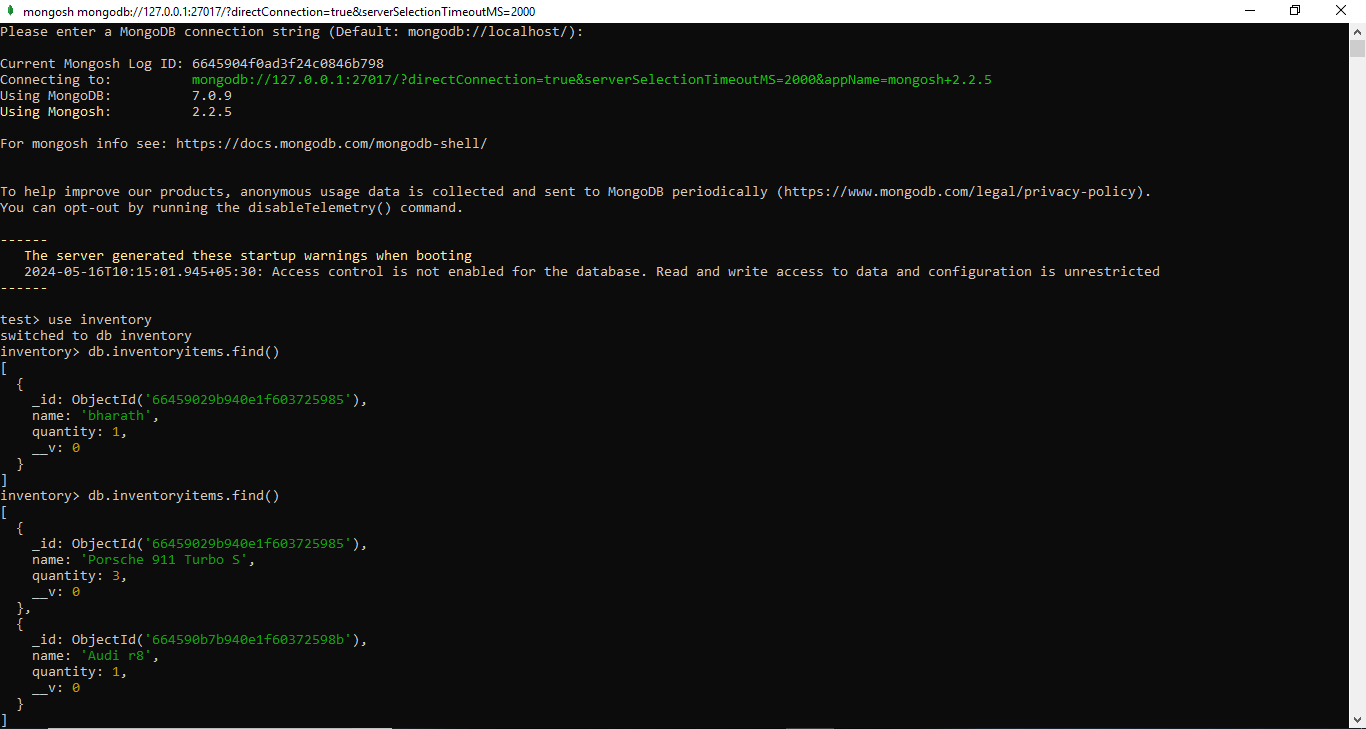 mongosh mongodb://127.0.0.1:27017/?directConnection=true&serverSelectionTimeoutMS=2000
Please enter a MongoDB connection string (Default: mongodb://localhost/):
Current Mongosh Log ID: 6645904f0ad3f24c0846b798
Connecting to:          mongodb://127.0.0.1:27017/?directConnection=true&serverSelectionTimeoutMS=2000&appName=mongosh+2.2.5
Using MongoDB:          7.0.9
Using Mongosh:          2.2.5
For mongosh info see: https://docs.mongodb.com/mongodb-shell/
To help improve our products, anonymous usage data is collected and sent to MongoDB periodically (https://www.mongodb.com/legal/privacy-policy).
You can opt-out by running the disableTelemetry() command.
------
   The server generated these startup warnings when booting
   2024-05-16T10:15:01.945+05:30: Access control is not enabled for the database. Read and write access to data and configuration is unrestricted
------
test> use inventory
switched to db inventory
inventory> db.inventoryitems.find()
[
  {
    _id: ObjectId('66459029b940e1f603725985'),
    name: 'bharath',
    quantity: 1,
    __v: 0
  }
]
inventory> db.inventoryitems.find()
[
  {
    _id: ObjectId('66459029b940e1f603725985'),
    name: 'Porsche 911 Turbo S',
    quantity: 3,
    __v: 0
  },
  {
    _id: ObjectId('664590b7b940e1f60372598b'),
    name: 'Audi r8',
    quantity: 1,
    __v: 0
  }
]